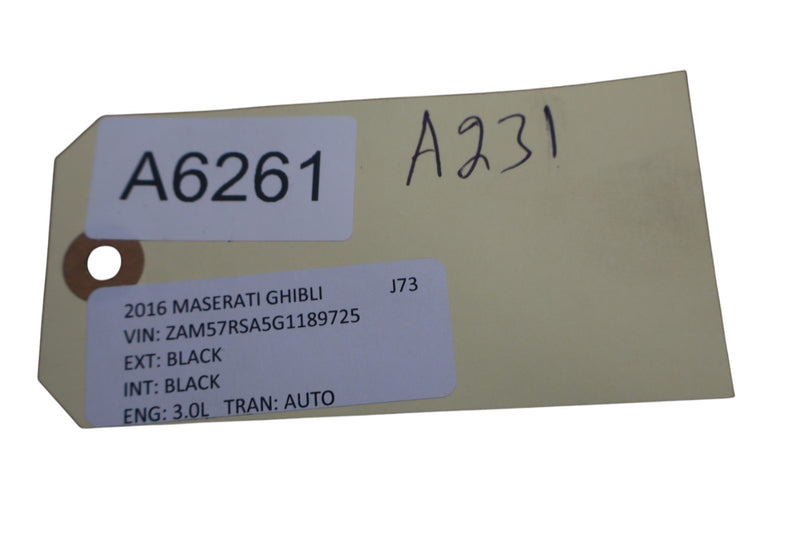 A6261
A231
2016 MASERATI GHIBLI J73
VIN: ZAM57RSA5G1189725
EXT: BLACK
INT: BLACK
ENG: 3.0L TRAN: AUTO